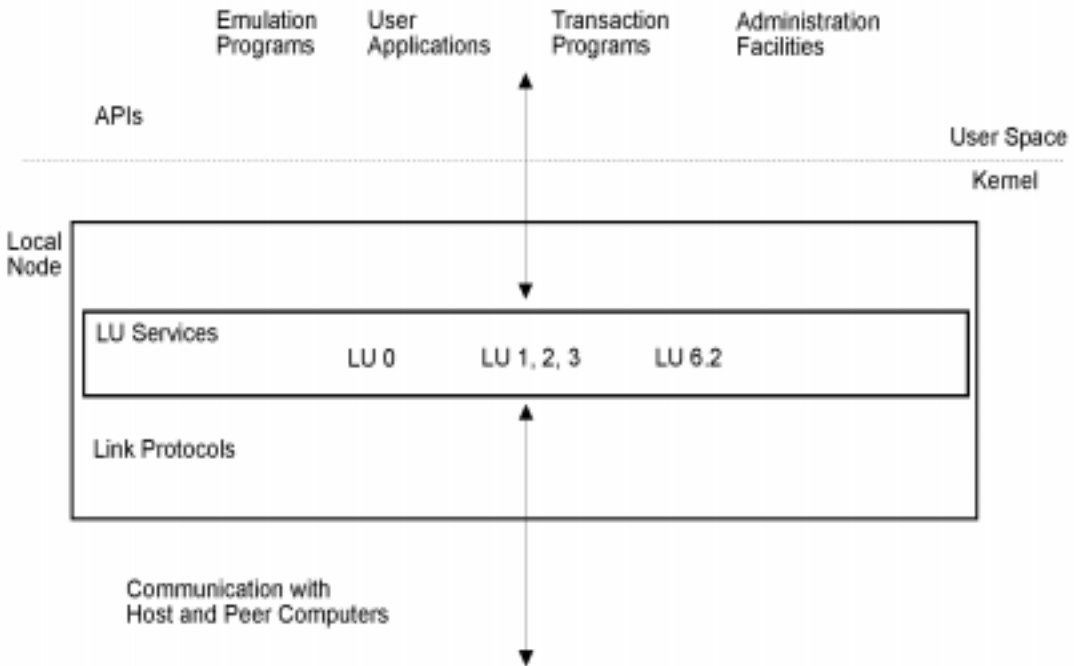 Emulation
Programs
User
Applications
Transaction
Programs
Administration
Facilities
APIs
User Space
Kernel
Local
Node
LU Services
LU 0
LU 1, 2, 3
LU 6.2
Link Protocols
Communication with
Host and Peer Computers